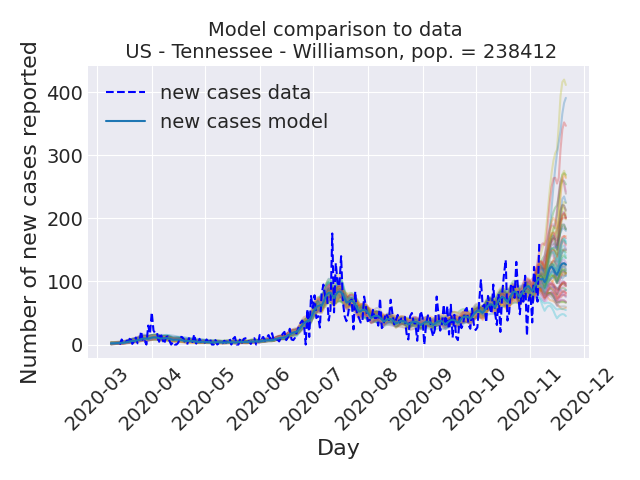 Model comparison to data
US - Tennessee - Williamson, pop. = 238412
Number of new cases reported
400
300
200
100
0
new cases data
new cases model
2020-03
2020-04
2020-05
2020-06
2020-07
2020-08
2020-09
2020-10
2020-11
2020-12
Day